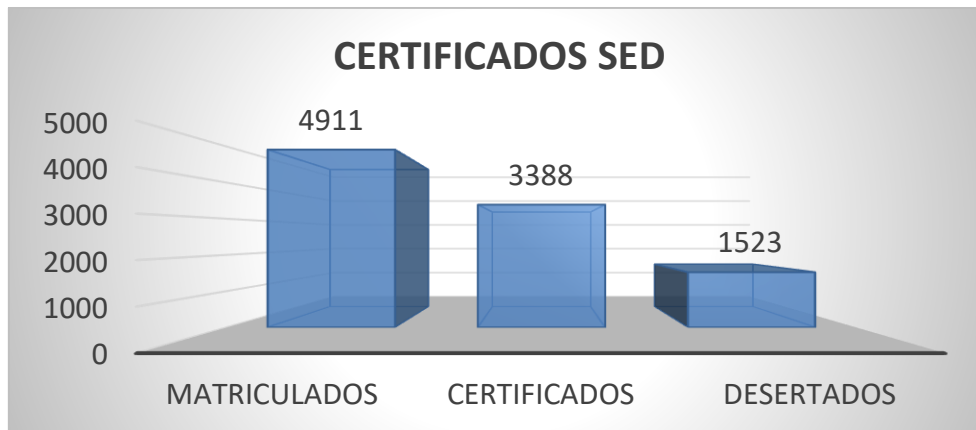 CERTIFICADOS SED
5000
4000
3000
2000
1000
0
4911
3388
1523
MATRICULADOS
CERTIFICADOS
DESERTADOS